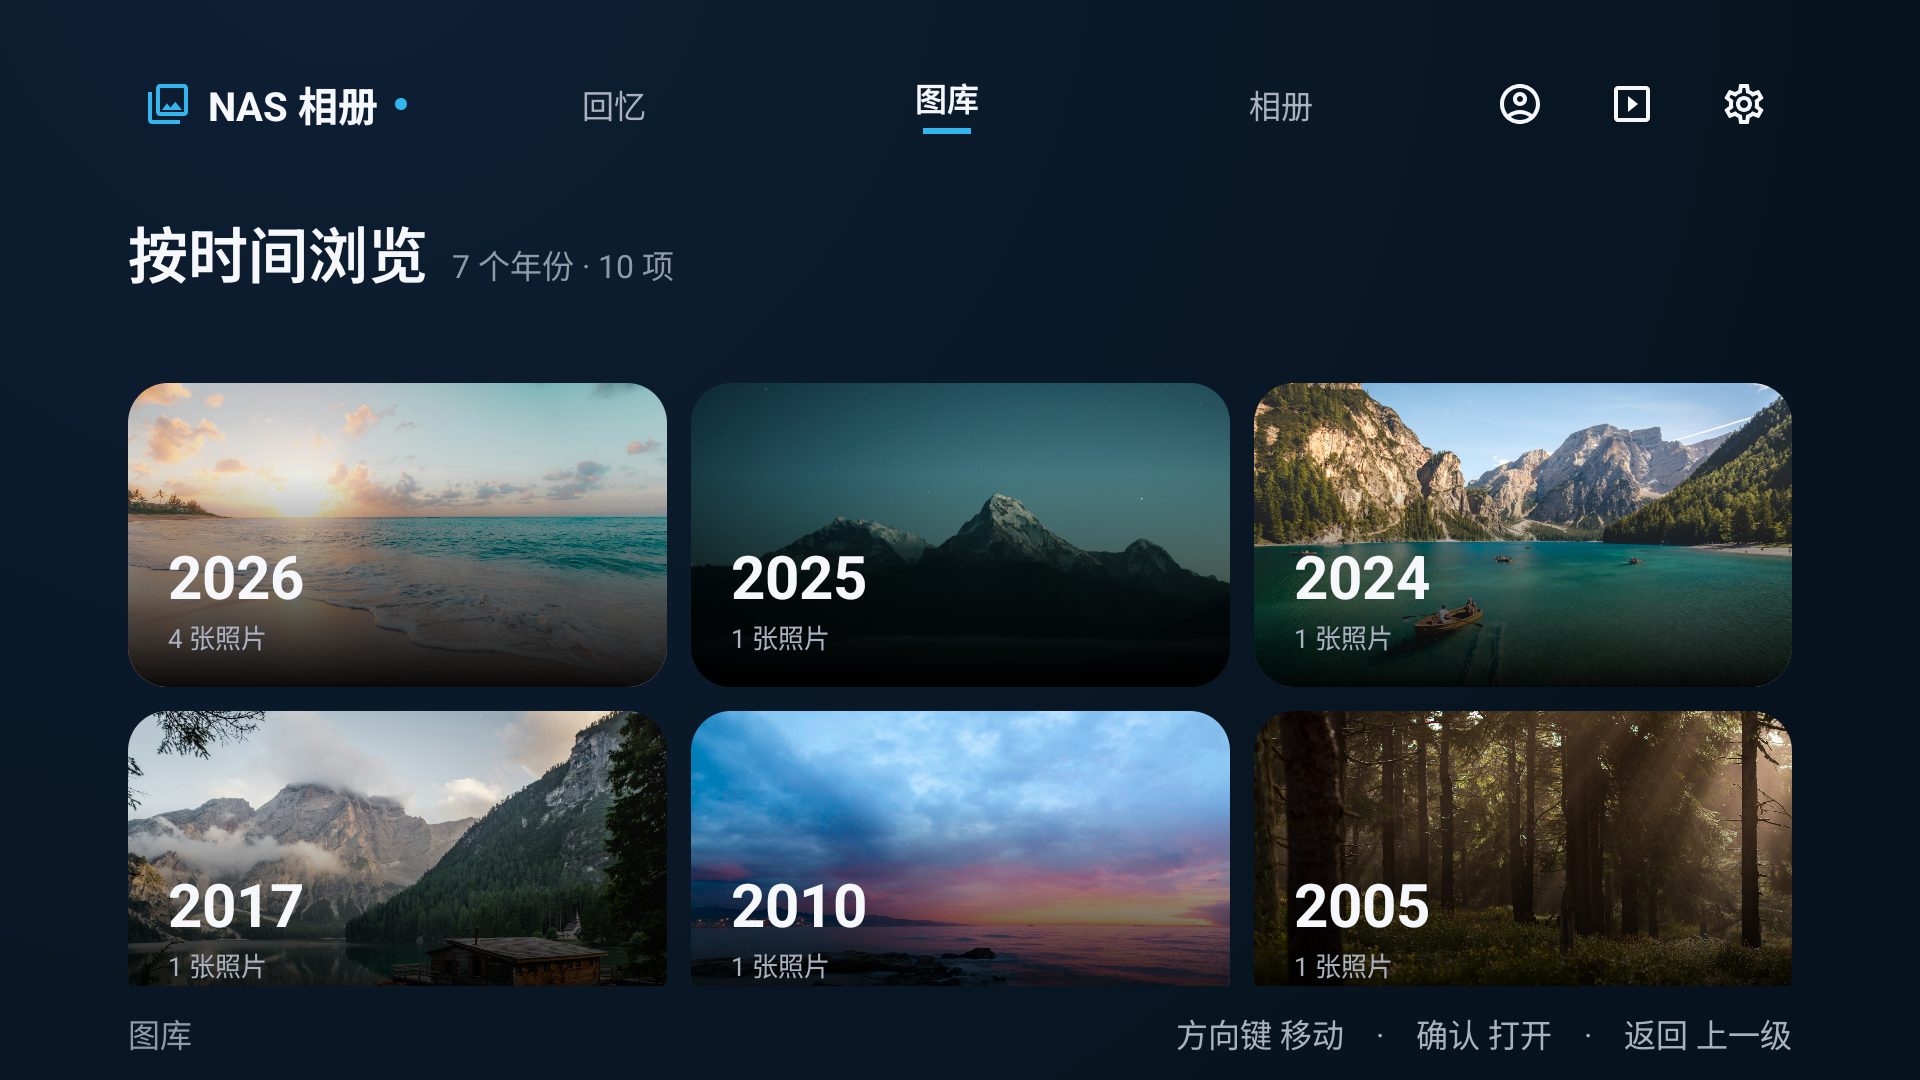 NAS 相册
回忆
图库
相册
按时间浏览
7 个年份 · 10 项
2026
4 张照片
2025
1 张照片
2024
1 张照片
2017
1 张照片
2010
1 张照片
2005
1 张照片
图库
方向键 移动 · 确认 打开 · 返回 上一级